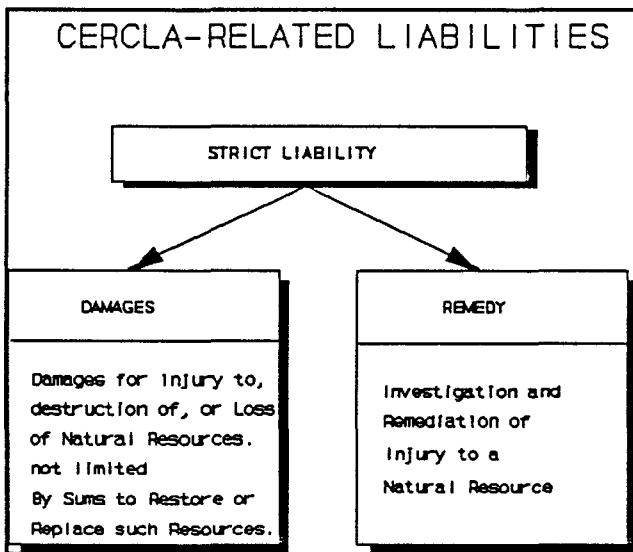 CERCLA-RELATED LIABILITIES
STRICT LIABILITY
DAMAGES
Damages for Injury to,
destruction of, or Loss
of Natural Resources.
not limited
By Sums to Restore or
Replace such Resources.
REMEDY
Investigation and
Remediation of
Injury to a
Natural Resource